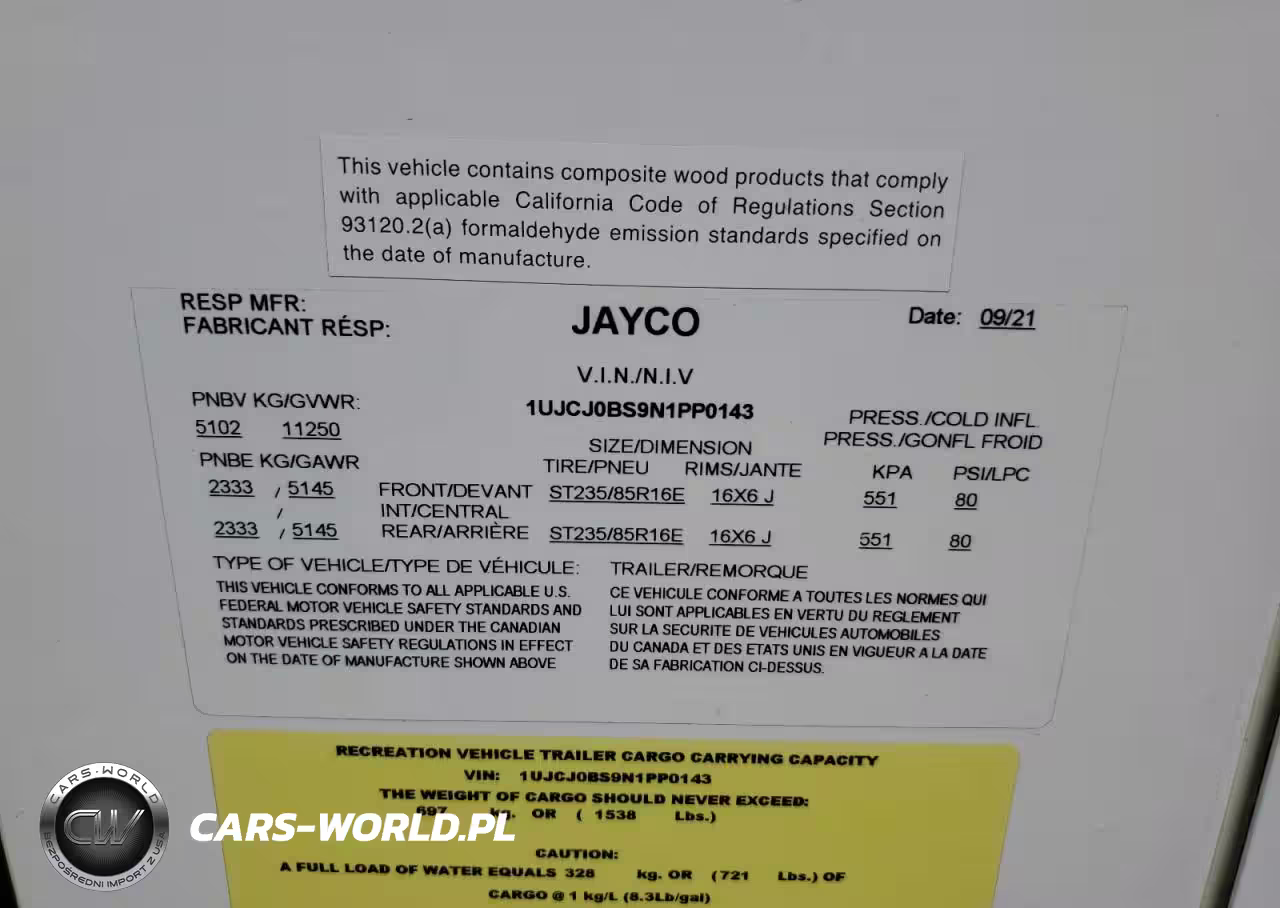 This vehicle contains composite wood products that comply
with applicable California Code of Regulations Section
93120.2(a) formaldehyde emission standards specified on
the date of manufacture.
RESP MFR:
FABRICANT RÉSP:
JAYCO
Date: 09/21
V.I.N./N.I.V
PNBV KG/GVWR:
1UJCJ0BS9N1PP0143
PRESS./COLD INFL.
5102 11250
SIZE/DIMENSION
PRESS./GONFL FROID
PNBE KG/GAWR
TIRE/PNEU RIMS/JANTE KPA PSI/LPC
2333 / 5145 FRONT/DEVANT ST235/85R16E 16X6 J 551 80
/ INT/CENTRAL
2333 / 5145 REAR/ARRIÈRE ST235/85R16E 16X6 J 551 80
TYPE OF VEHICLE/TYPE DE VÉHICULE: TRAILER/REMORQUE
THIS VEHICLE CONFORMS TO ALL APPLICABLE U.S.
FEDERAL MOTOR VEHICLE SAFETY STANDARDS AND
STANDARDS PRESCRIBED UNDER THE CANADIAN
MOTOR VEHICLE SAFETY REGULATIONS IN EFFECT
ON THE DATE OF MANUFACTURE SHOWN ABOVE
CE VEHICULE CONFORME A TOUTES LES NORMES QUI
LUI SONT APPLICABLES EN VERTU DU REGLEMENT
SUR LA SECURITE DE VEHICULES AUTOMOBILES
DU CANADA ET DES ETATS UNIS EN VIGUEUR A LA DATE
DE SA FABRICATION CI-DESSUS.
RECREATION VEHICLE TRAILER CARGO CARRYING CAPACITY
VIN: 1UJCJ0BS9N1PP0143
THE WEIGHT OF CARGO SHOULD NEVER EXCEED:
697 kg. OR ( 1538 Lbs.)
CAUTION:
A FULL LOAD OF WATER EQUALS 328 kg. OR (721 Lbs.) OF
CARGO @ 1 kg/L (8.3Lb/gal)
CARS-WORLD
CW
BEZPOŚREDNI IMPORT Z USA
CARS-WORLD.PL